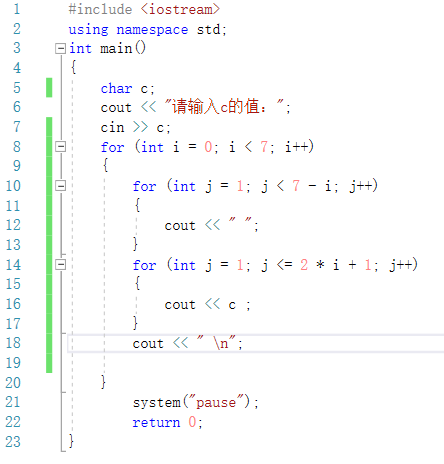 1 #include <iostream>
2 using namespace std;
3 int main()
4 {
5 char c;
6 cout << "请输入c的值：";
7 cin >> c;
8 for (int i = 0; i < 7; i++)
9 {
10 for (int j = 1; j < 7 - i; j++)
11 {
12 cout << " ";
13 }
14 for (int j = 1; j <= 2 * i + 1; j++)
15 {
16 cout << c ;
17 }
18 cout << " \n";
19
20 }
21 system("pause");
22 return 0;
23 }